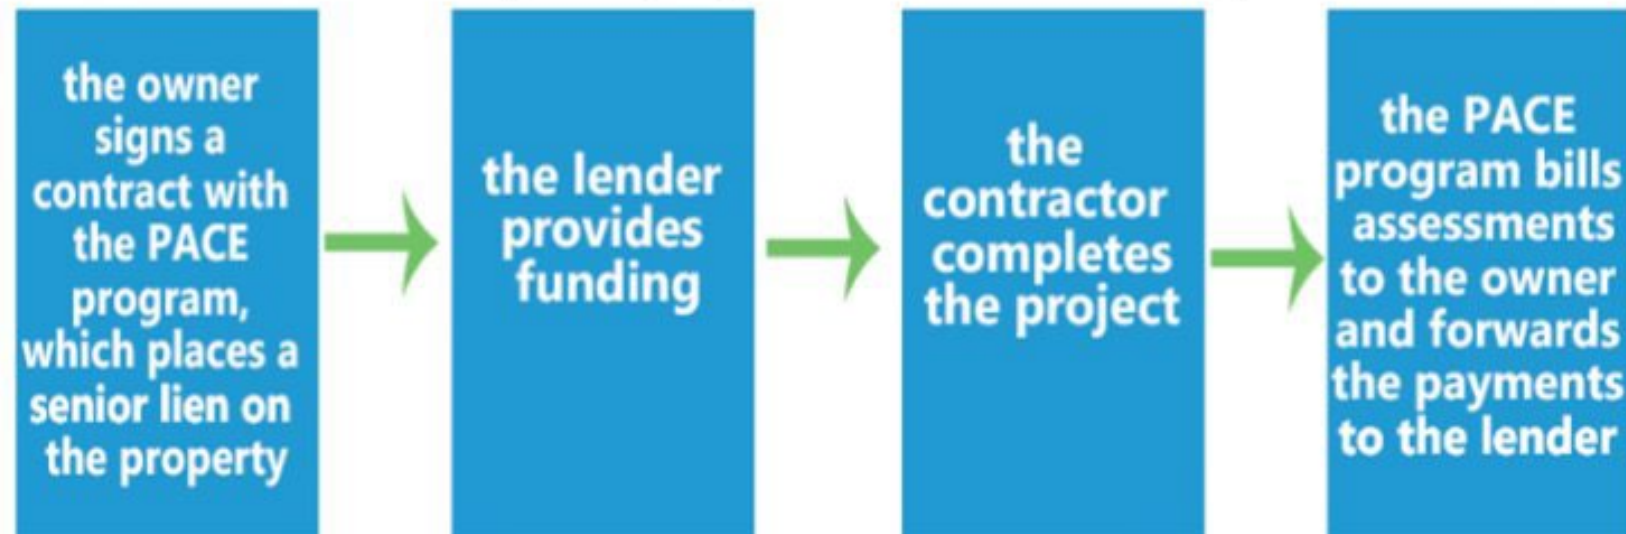 the owner
signs a
contract with
the PACE
program,
which places a
senior lien on
the property
the lender
provides
funding
the
contractor
completes
the project
the PACE
program bills
assessments
to the owner
and forwards
the payments
to the lender